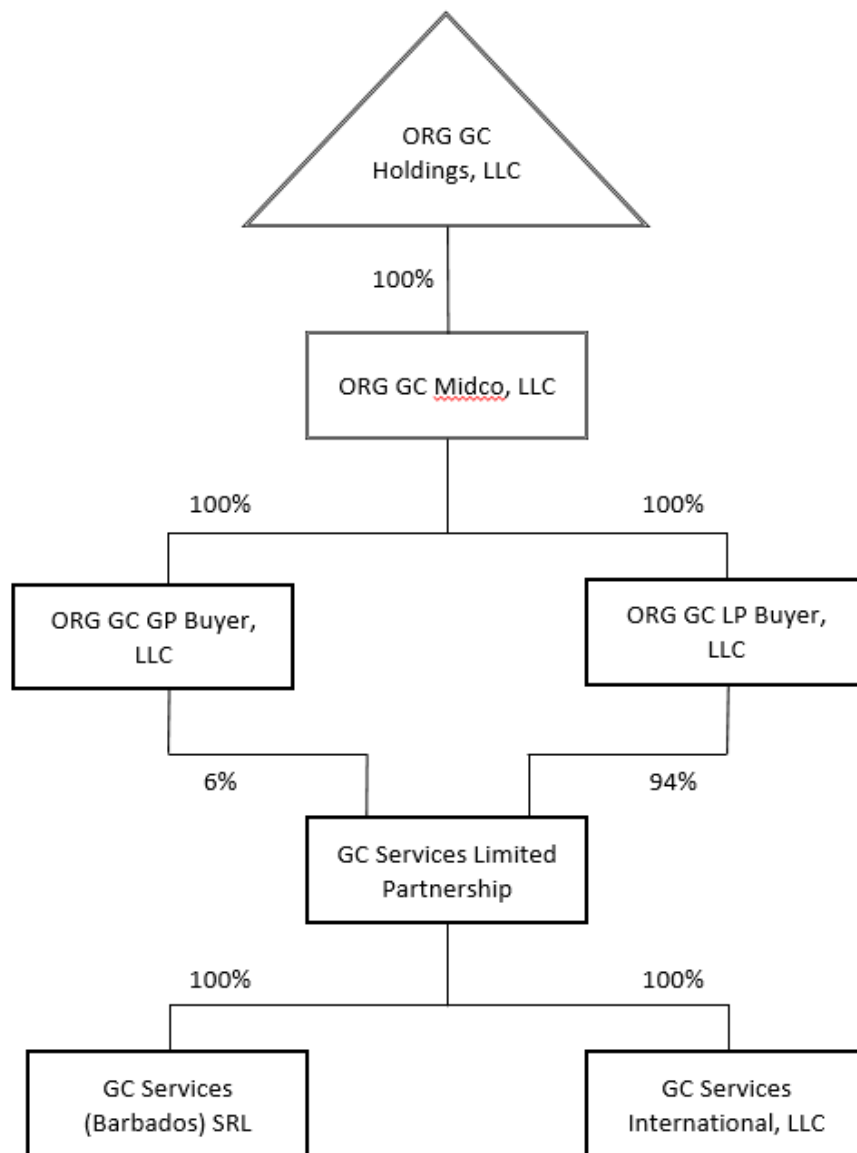 ORG GC
Holdings, LLC
100%
ORG GC Midco, LLC
100%
100%
ORG GC GP Buyer,
LLC
ORG GC LP Buyer,
LLC
6%
94%
GC Services Limited
Partnership
100%
100%
GC Services
(Barbados) SRL
GC Services
International, LLC